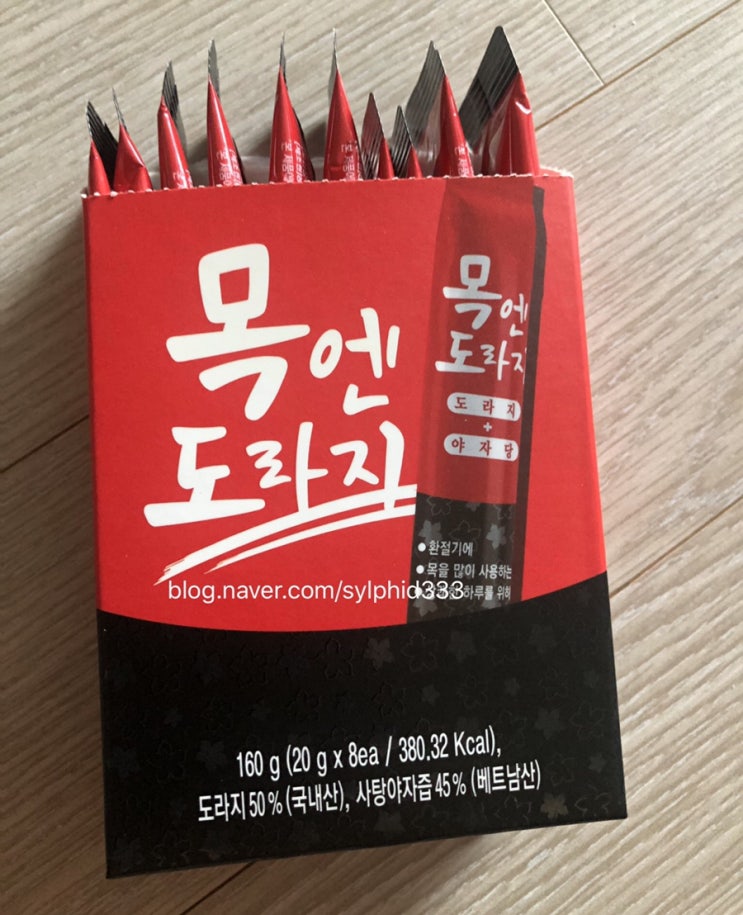 목엔
도라지
목엔
도라지
도라지
+
야자당
환절기에
목을 많이 사용하는
하루를 위해
blog.naver.com/sylphid333
160 g (20 g x 8ea / 380.32 Kcal),
도라지 50 % (국내산), 사탕야자즙 45 % (베트남산)